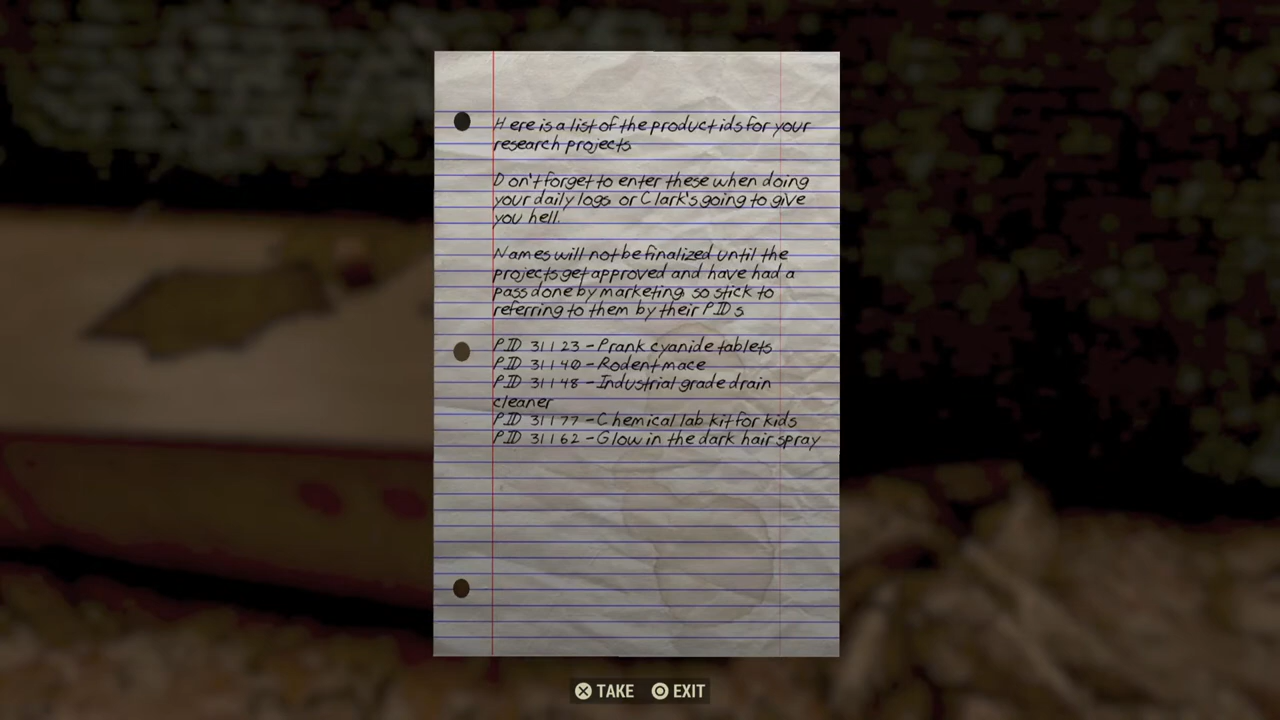 Here is a list of the product ids for your
research projects.
Don't forget to enter these when doing
your daily logs or Clark's going to give
you hell.
Names will not be finalized until the
projects get approved and have had a
pass done by marketing, so stick to
referring to them by their PIDs
PID 31123 - Prank cyanide tablets
PID 31140 - Rodent mace
PID 31148 - Industrial grade drain
cleaner
PID 31177 - Chemical lab kit for kids
PID 31162 - Glow in the dark hair spray
TAKE EXIT